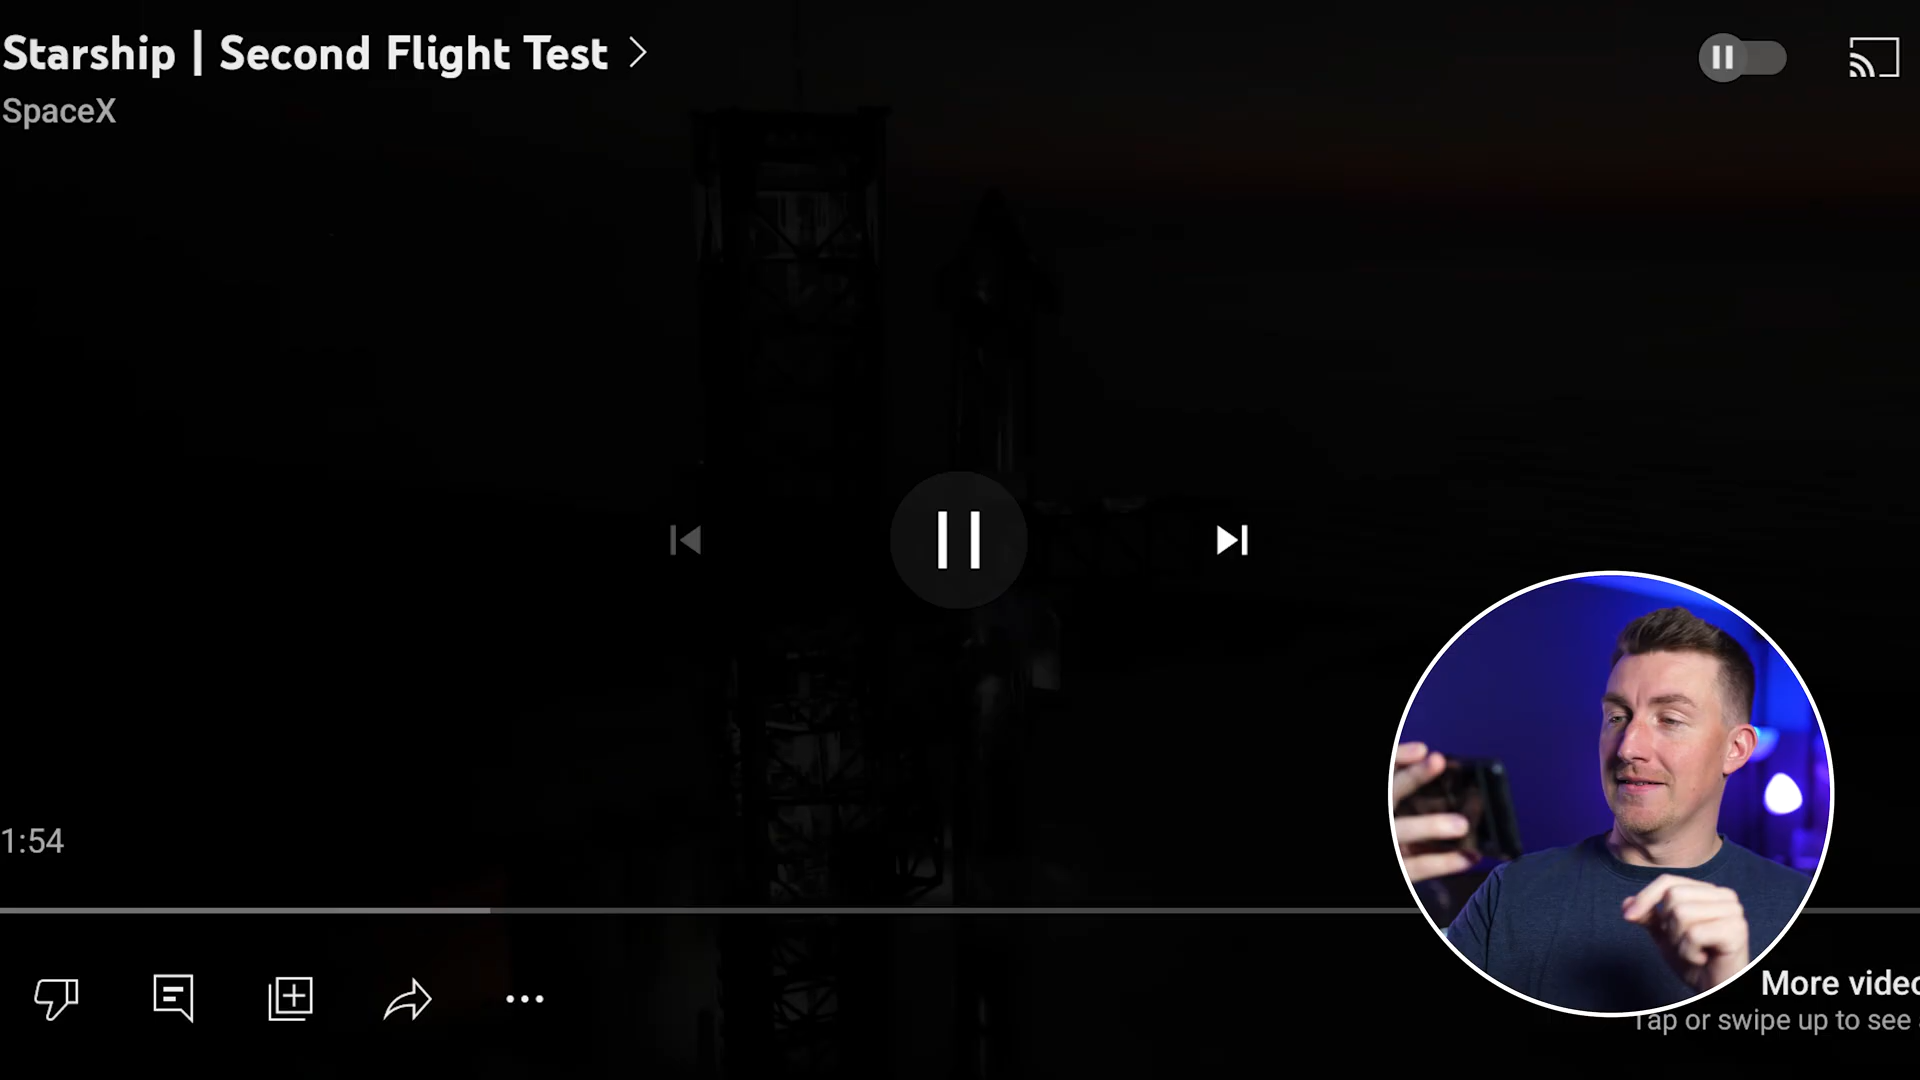 Starship | Second Flight Test
SpaceX
1:54
More video
Tap or swipe up to see